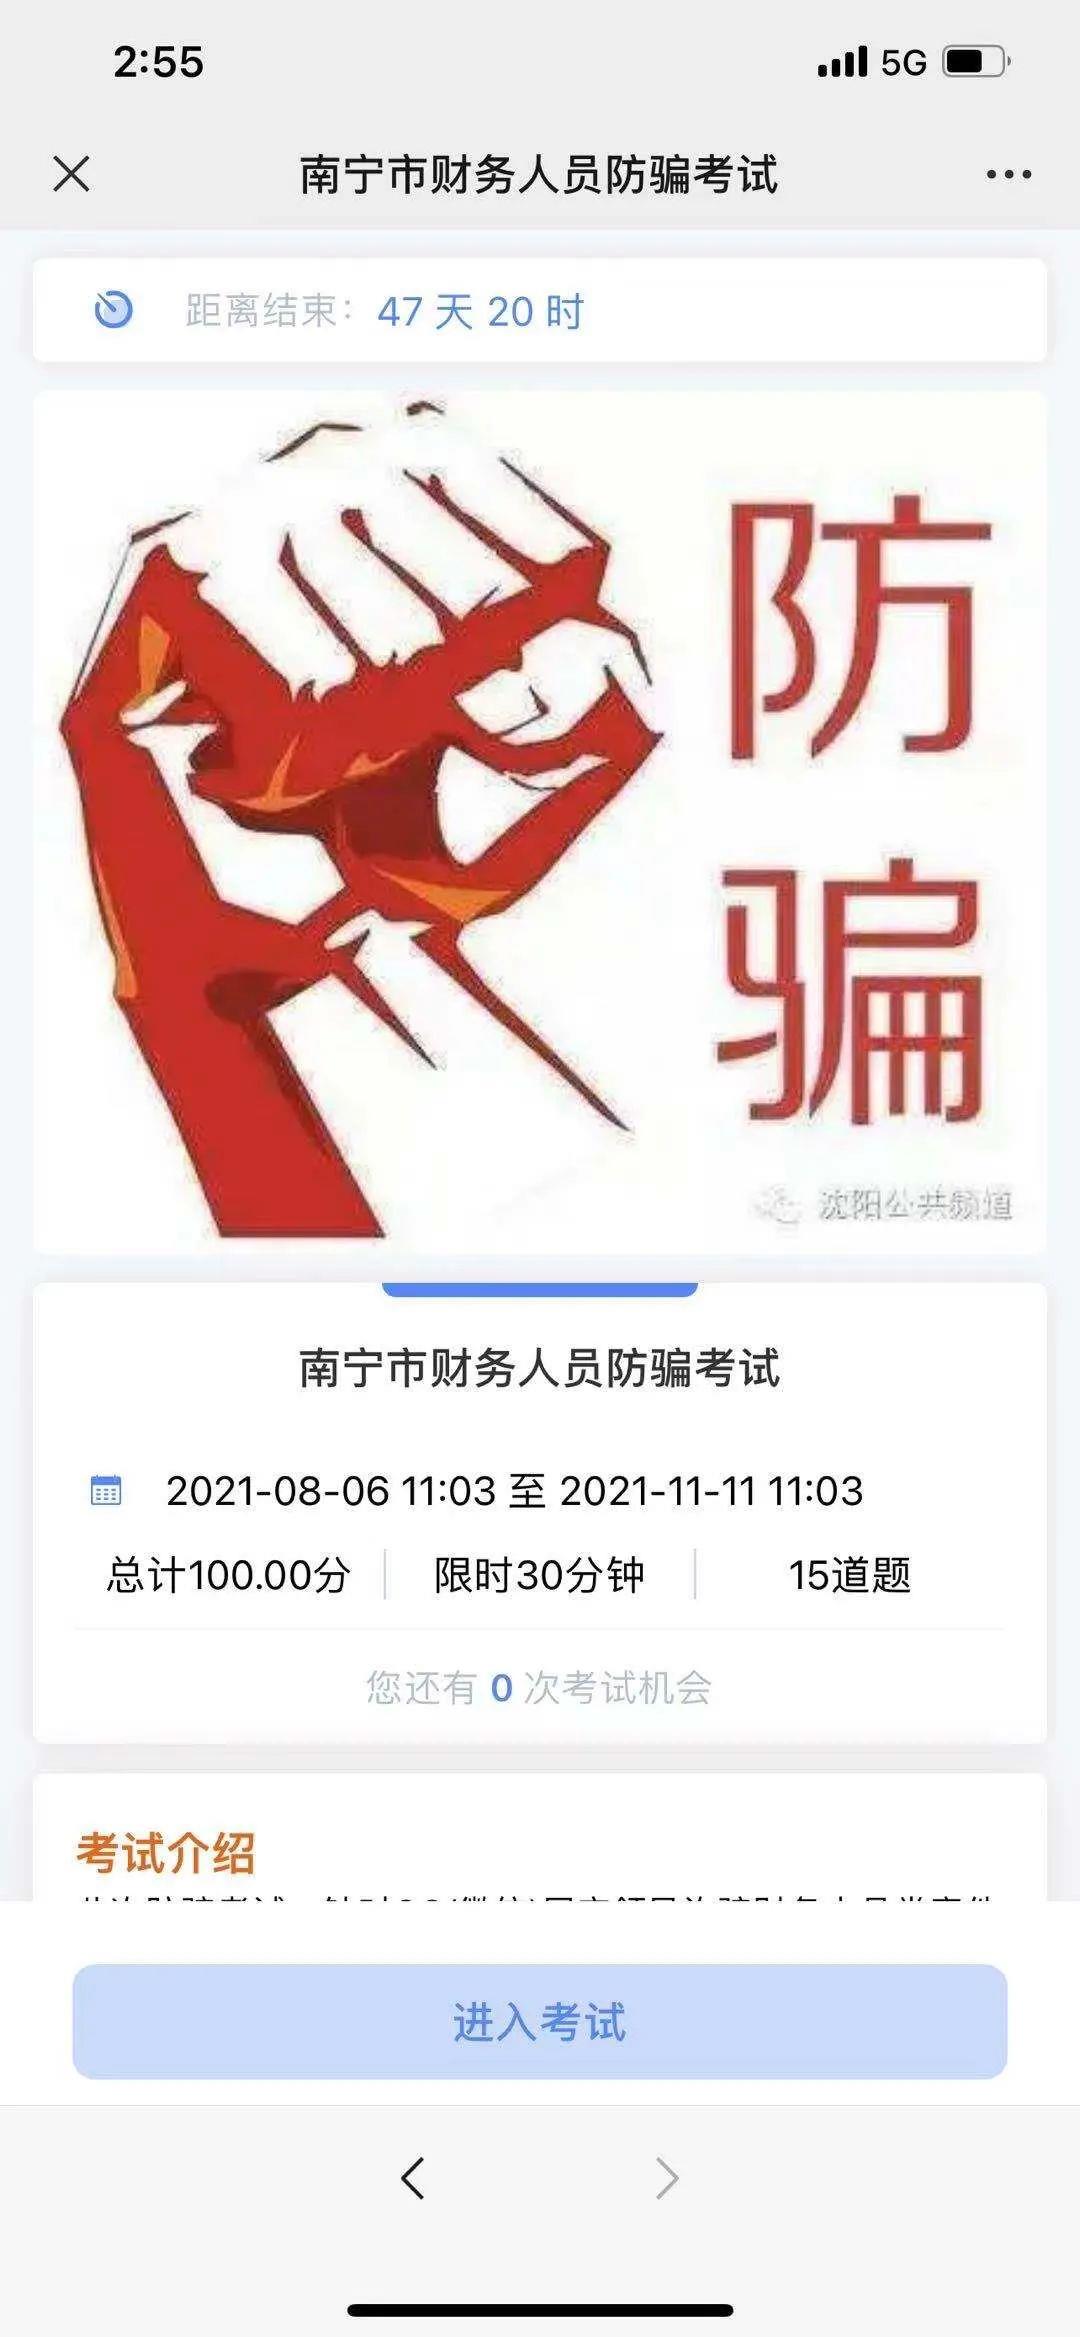 2:55
5G
南宁市财务人员防骗考试
距离结束：47 天 20 时
防
骗
沈阳公共频道
南宁市财务人员防骗考试
2021-08-06 11:03 至 2021-11-11 11:03
总计100.00分 限时30分钟 15道题
您还有 0 次考试机会
考试介绍
进入考试